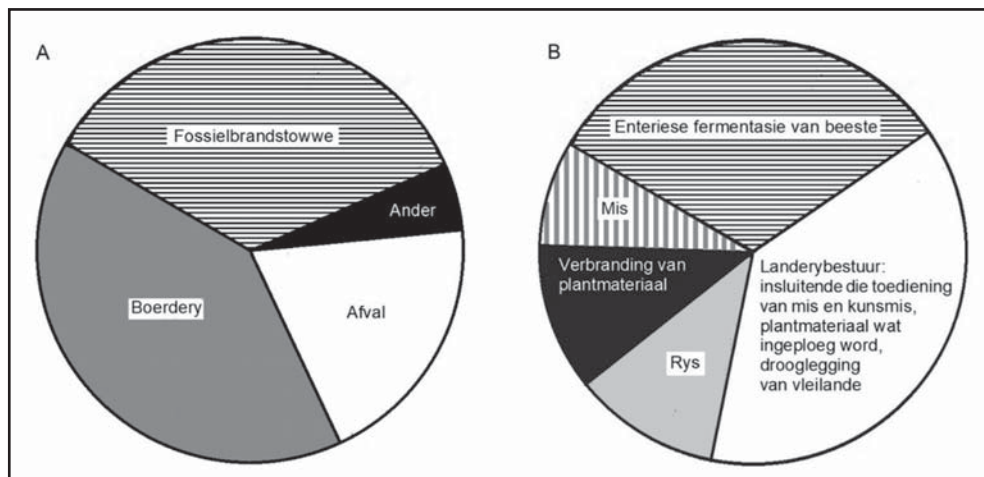 A
Fossielbrandstowwe
Ander
Boerdery
Afval
B
Enteriese fermentasie van beeste
Mis
Verbranding van
plantmateriaal
Rys
Landerybestuur:
insluitende die toediening
van mis en kunsmis,
plantmateriaal wat
ingeploeg word,
drooglegging
van vleilande